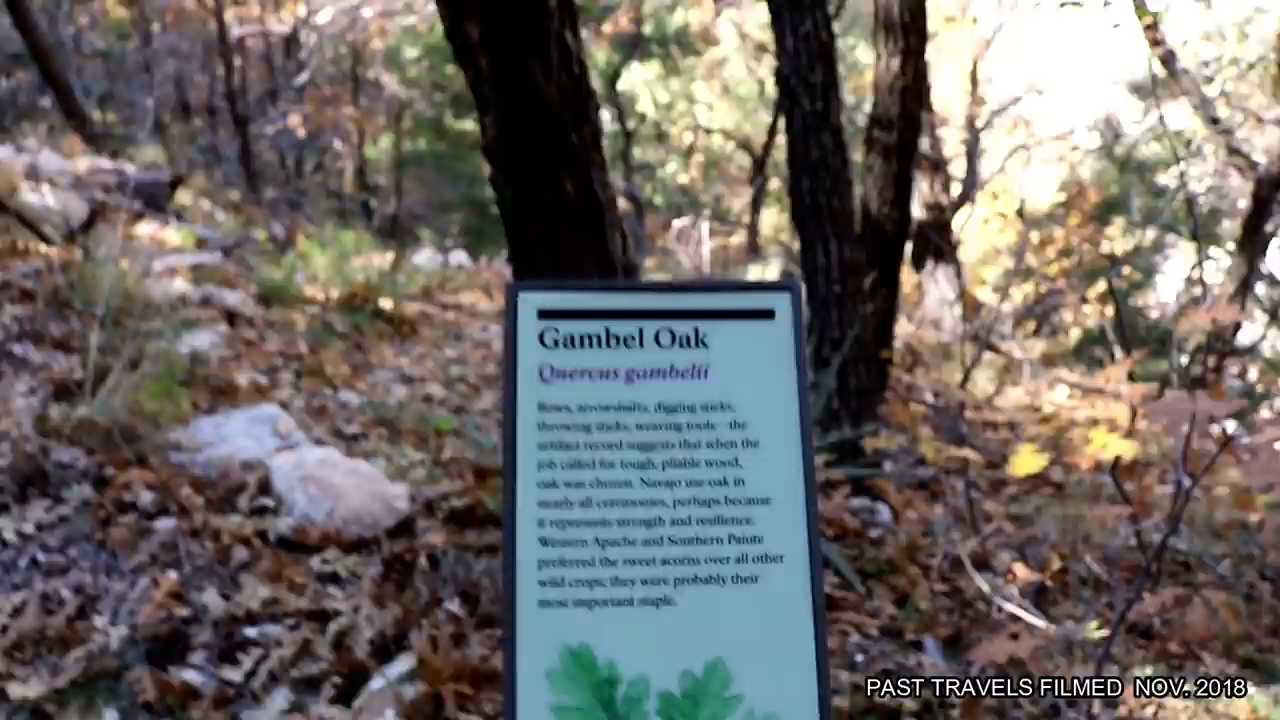 Gambel Oak
Quercus gambelii
Bows, arrowshafts, digging sticks,
throwing sticks, weaving tools—the
artifact record suggests that when the
job called for tough, pliable wood,
oak was chosen. Navajo use oak in
nearly all ceremonies, perhaps because
it represents strength and resilience.
Western Apache and Southern Paiute
preferred the sweet acorns over all other
wild crops; they were probably their
most important staple.
PAST TRAVELS FILMED NOV. 2018